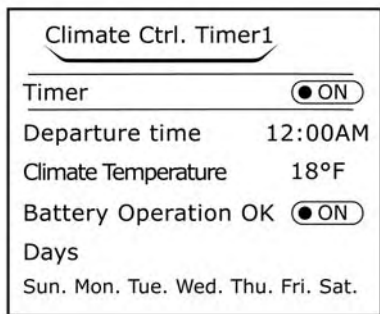 Climate Ctrl. Timer1
Timer ON
Departure time 12:00AM
Climate Temperature 18°F
Battery Operation OK ON
Days
Sun. Mon. Tue. Wed. Thu. Fri. Sat.